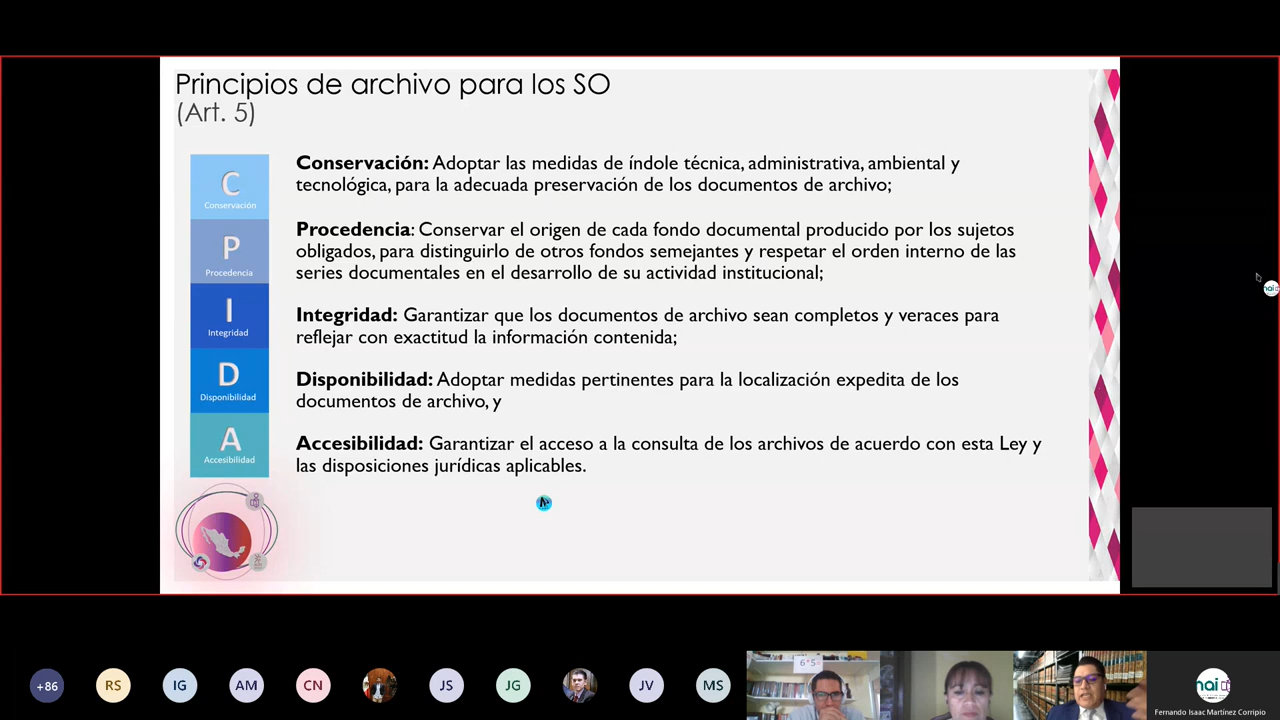 Principios de archivo para los SO
(Art. 5)
C
Conservación
P
Procedencia
I
Integridad
D
Disponibilidad
A
Accesibilidad
Conservación: Adoptar las medidas de índole técnica, administrativa, ambiental y
tecnológica, para la adecuada preservación de los documentos de archivo;
Procedencia: Conservar el origen de cada fondo documental producido por los sujetos
obligados, para distinguirlo de otros fondos semejantes y respetar el orden interno de las
series documentales en el desarrollo de su actividad institucional;
Integridad: Garantizar que los documentos de archivo sean completos y veraces para
reflejar con exactitud la información contenida;
Disponibilidad: Adoptar medidas pertinentes para la localización expedita de los
documentos de archivo, y
Accesibilidad: Garantizar el acceso a la consulta de los archivos de acuerdo con esta Ley y
las disposiciones jurídicas aplicables.
+86
RS
IG
AM
CN
JS
JG
JV
MS
Fernando Isaac Martínez Corripio